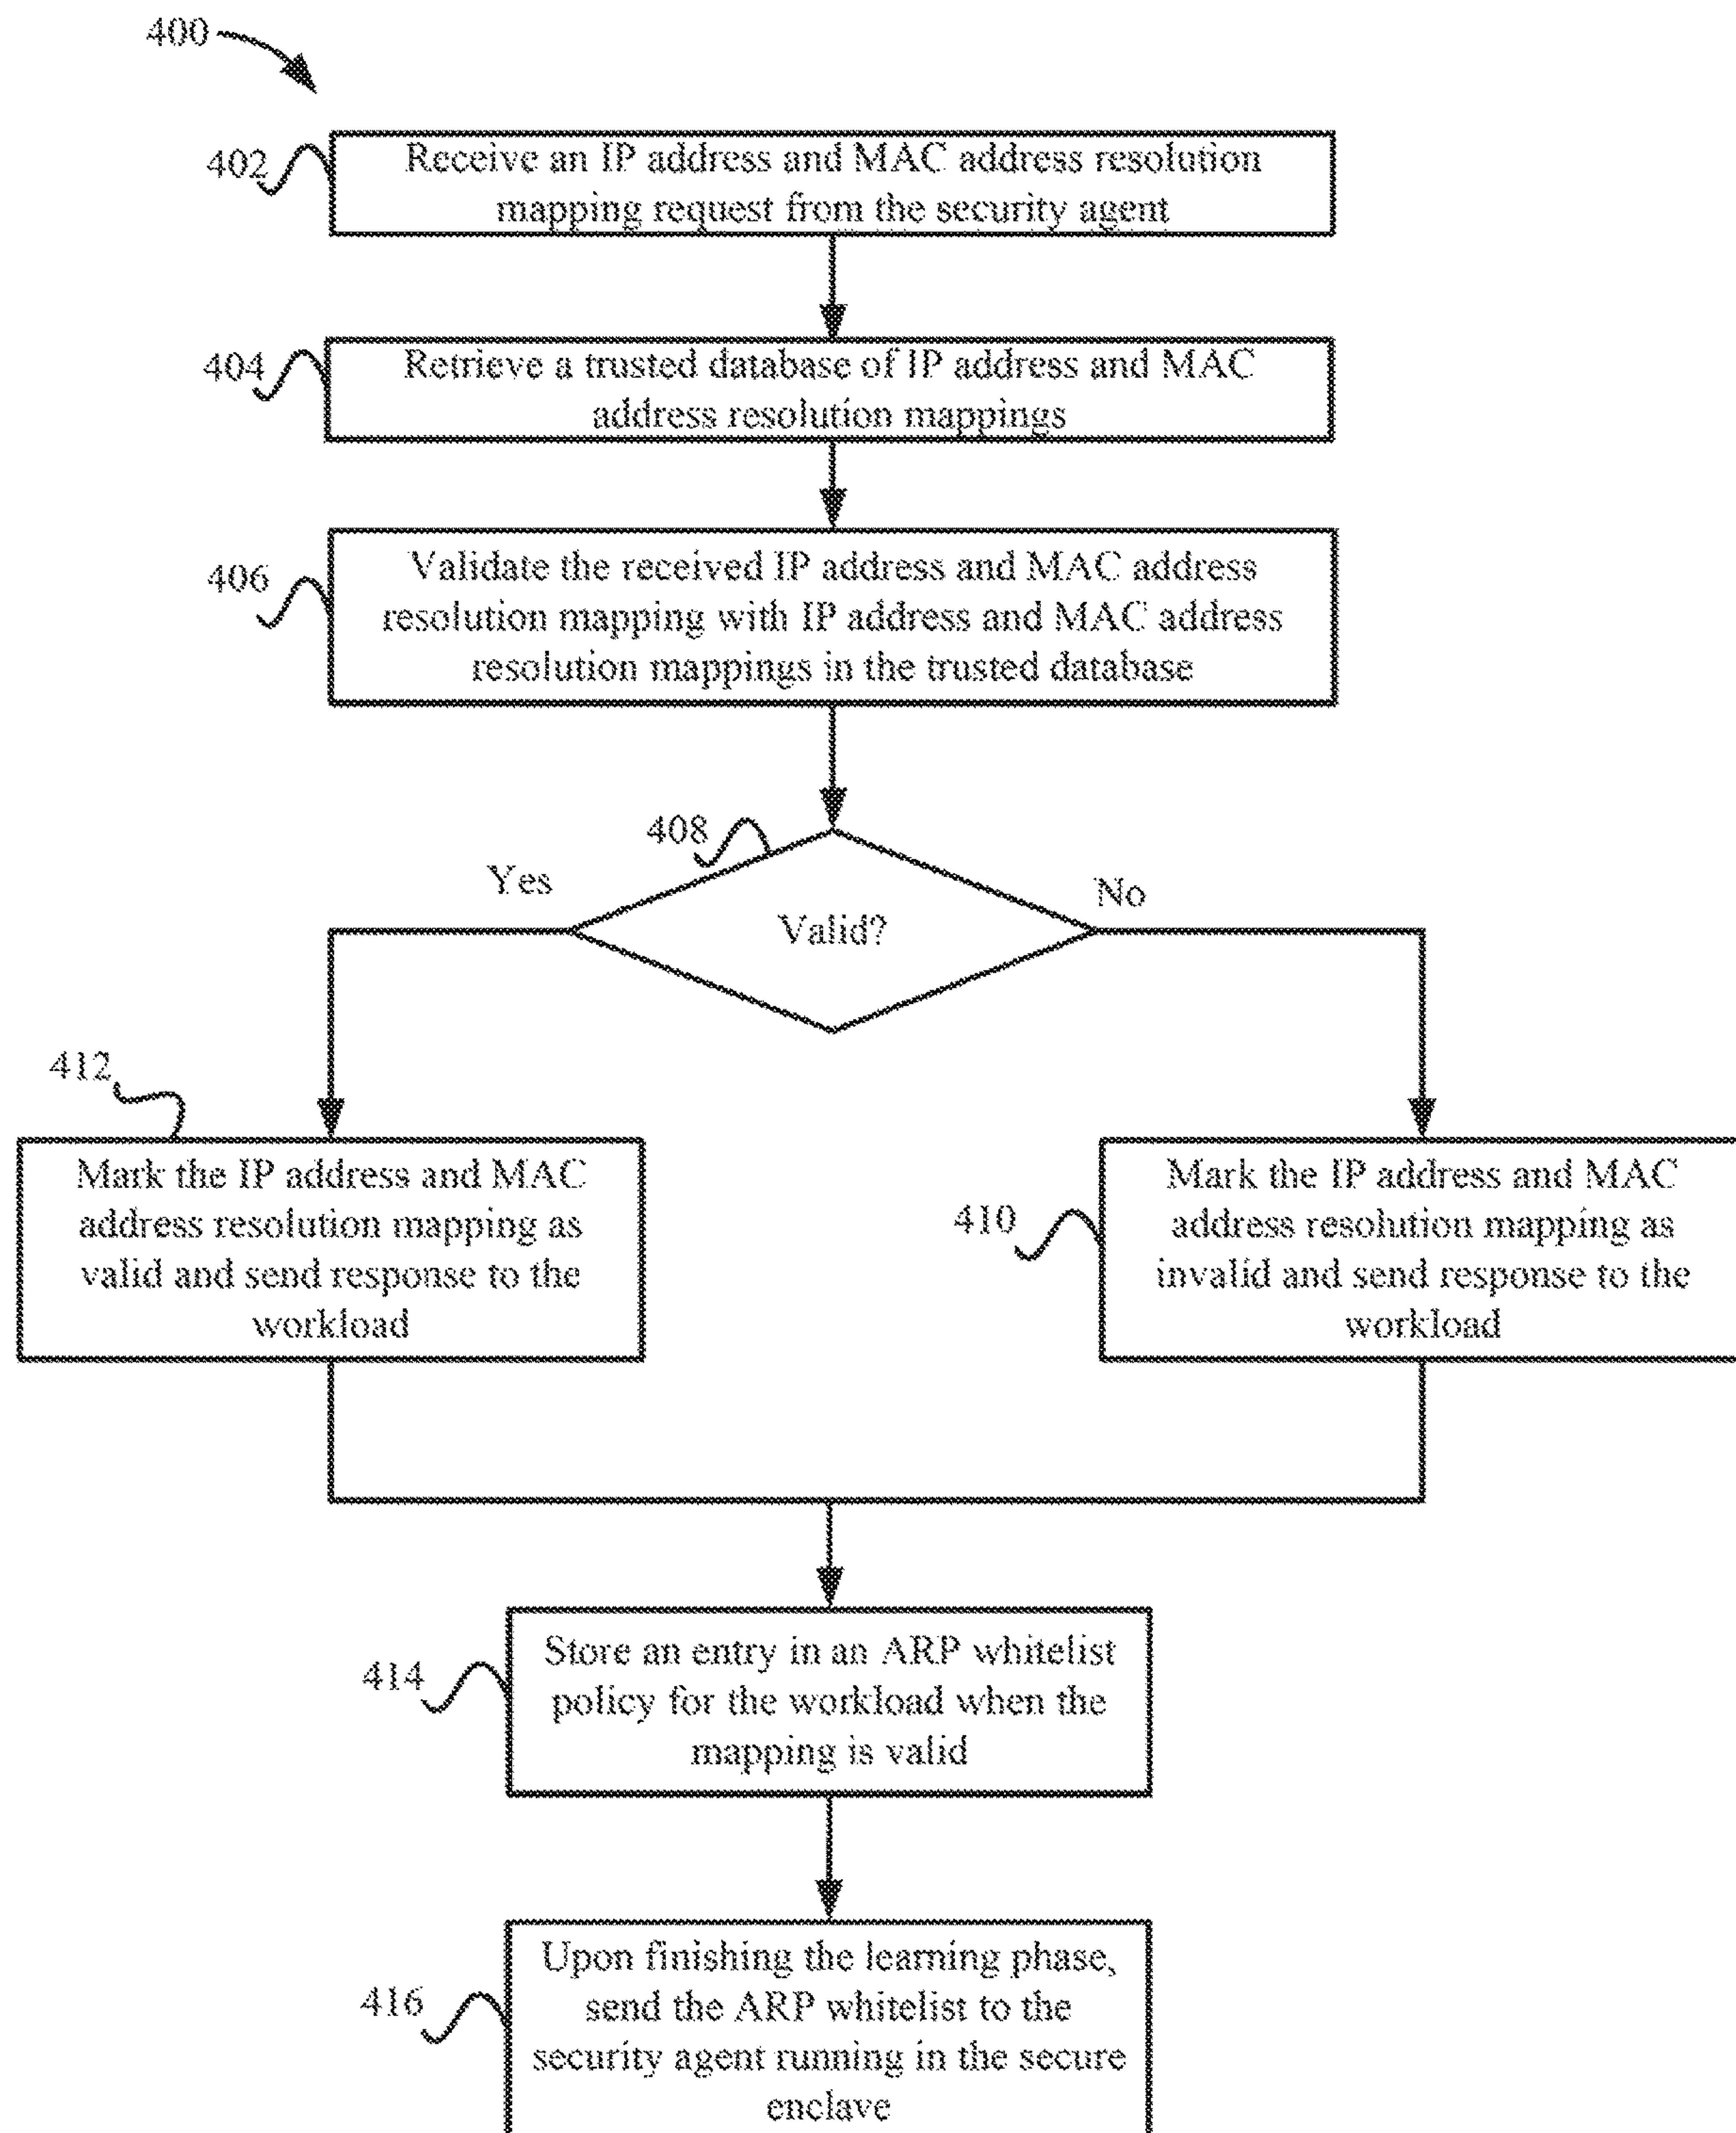 400
402
Receive an IP address and MAC address resolution
mapping request from the security agent
404
Retrieve a trusted database of IP address and MAC
address resolution mappings
406
Validate the received IP address and MAC address
resolution mapping with IP address and MAC address
resolution mappings in the trusted database
408
Yes
No
Valid?
412
Mark the IP address and MAC
address resolution mapping as
valid and send response to the
workload
410
Mark the IP address and MAC
address resolution mapping as
invalid and send response to the
workload
414
Store an entry in an ARP whitelist
policy for the workload when the
mapping is valid
416
Upon finishing the learning phase,
send the ARP whitelist to the
security agent running in the secure
enclave